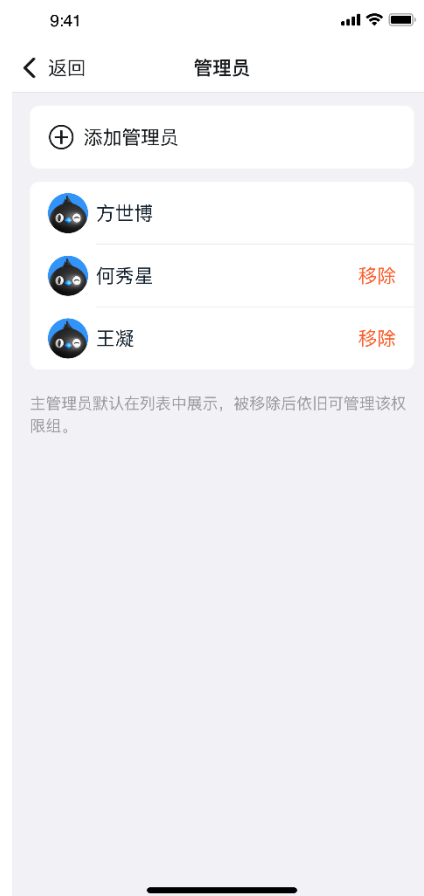 9:41
返回
管理员
添加管理员
方世博
何秀星
移除
王凝
移除
主管理员默认在列表中展示，被移除后依旧可管理该权
限组。